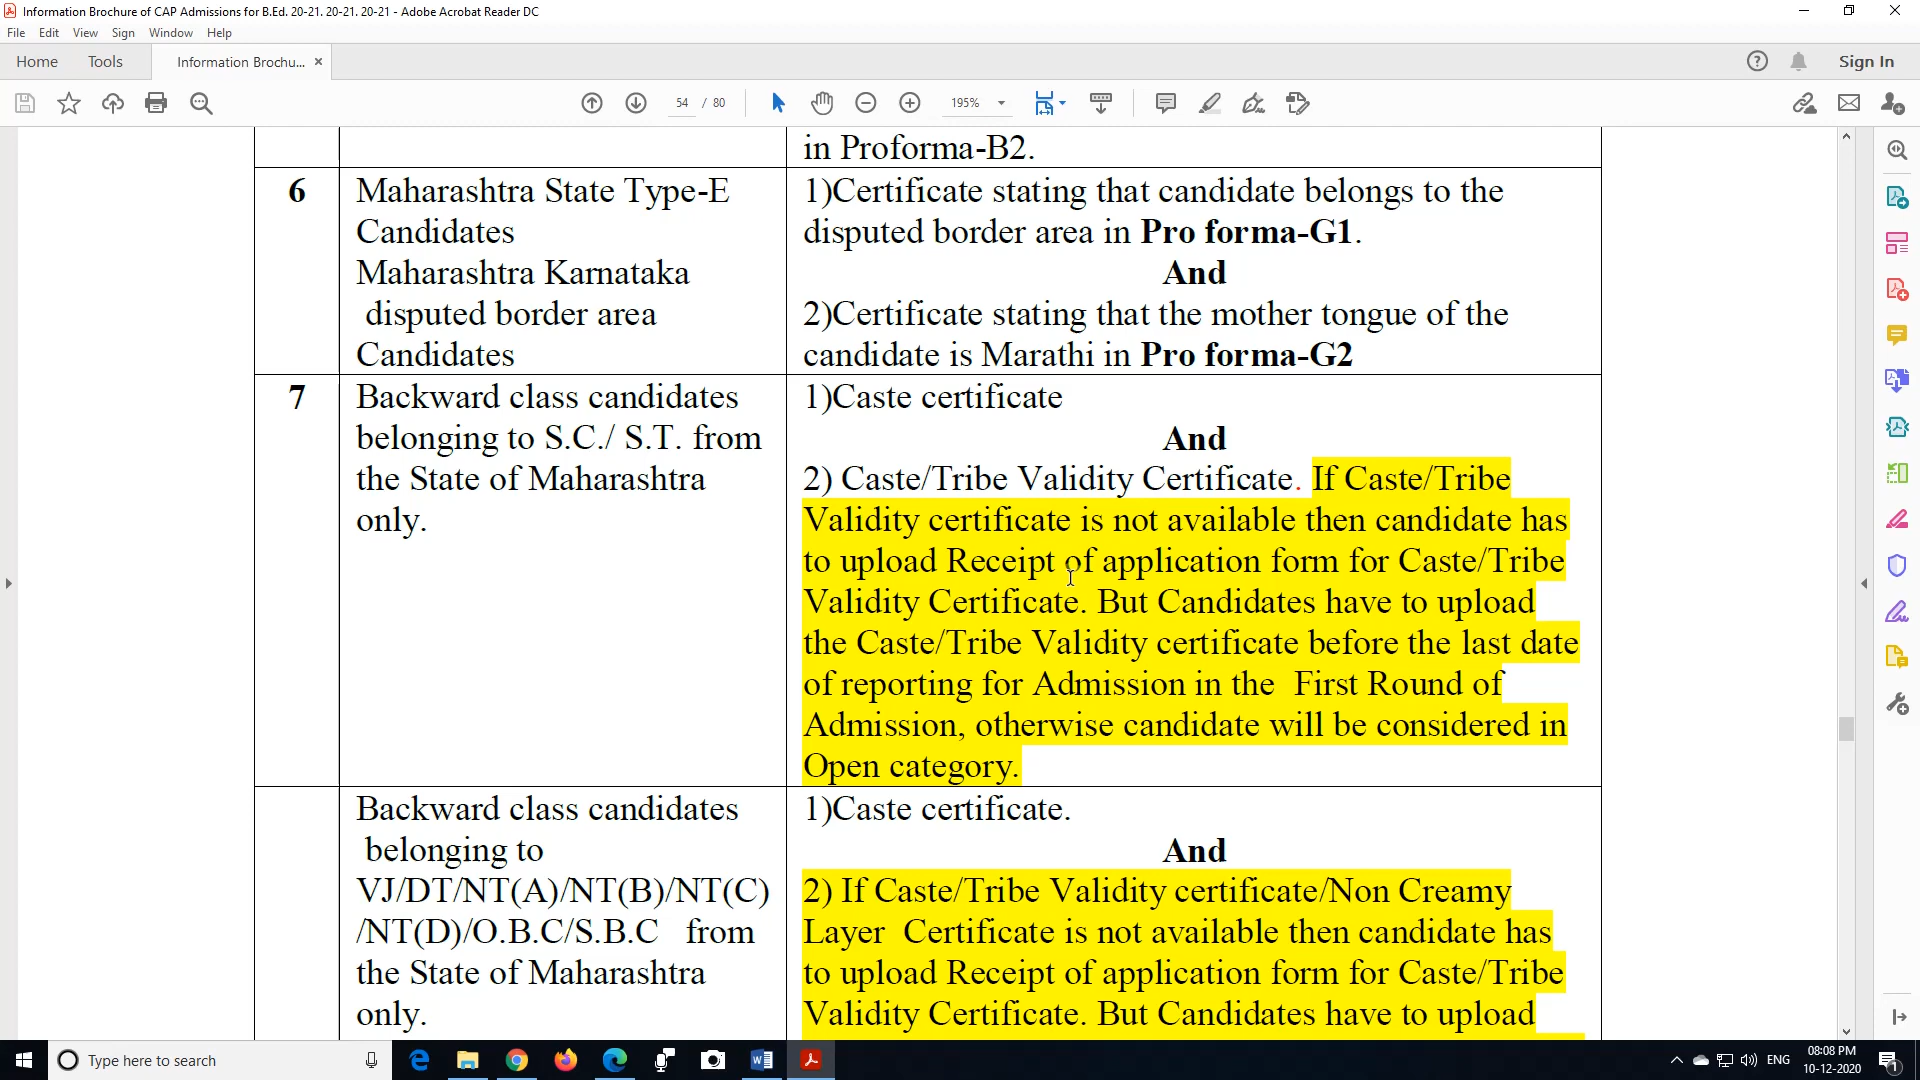 Information Brochure of CAP Admissions for B.Ed. 20-21. 20-21. 20-21 - Adobe Acrobat Reader DC
File Edit View Sign Window Help
Home Tools Information Brochu... × Sign In
54 / 80 195%
in Proforma-B2.
6
Maharashtra State Type-E
Candidates
Maharashtra Karnataka
disputed border area
Candidates
1)Certificate stating that candidate belongs to the
disputed border area in Pro forma-G1.
And
2)Certificate stating that the mother tongue of the
candidate is Marathi in Pro forma-G2
7
Backward class candidates
belonging to S.C./ S.T. from
the State of Maharashtra
only.
1)Caste certificate
And
2) Caste/Tribe Validity Certificate. If Caste/Tribe
Validity certificate is not available then candidate has
to upload Receipt of application form for Caste/Tribe
Validity Certificate. But Candidates have to upload
the Caste/Tribe Validity certificate before the last date
of reporting for Admission in the First Round of
Admission, otherwise candidate will be considered in
Open category.
Backward class candidates
belonging to
VJ/DT/NT(A)/NT(B)/NT(C)
/NT(D)/O.B.C/S.B.C from
the State of Maharashtra
only.
1)Caste certificate.
And
2) If Caste/Tribe Validity certificate/Non Creamy
Layer Certificate is not available then candidate has
to upload Receipt of application form for Caste/Tribe
Validity Certificate. But Candidates have to upload
Type here to search
ENG
08:08 PM
10-12-2020
1